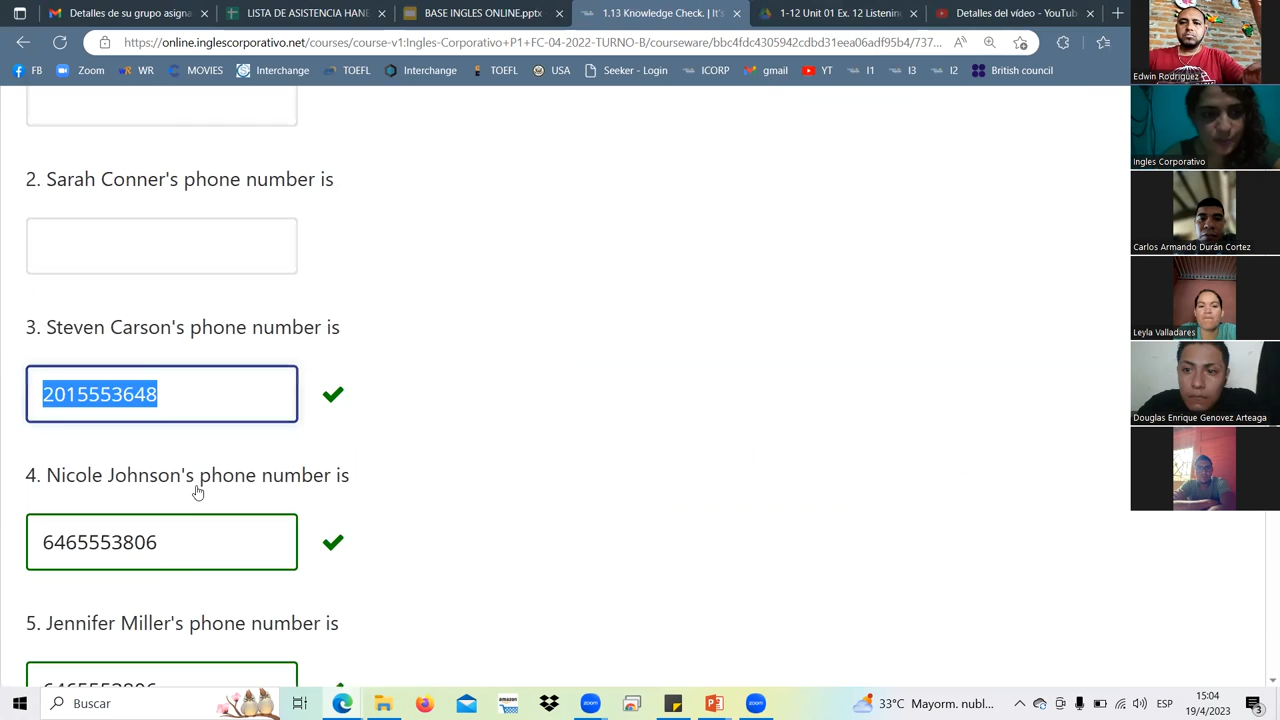 Detalles de su grupo asigna
LISTA DE ASISTENCIA HANE
BASE INGLES ONLINE.pptx
1.13 Knowledge Check. | It's
1-12 Unit 01 Ex. 12 Listening
Detalles del vídeo - YouTub
https://online.inglescorporativo.net/courses/course-v1:Ingles-Corporativo+P1+FC-04-2022-TURNO-B/courseware/bbc4fdc4305942cdbd31eea06adf95b4/737...
FB
Zoom
WR
MOVIES
Interchange
TOEFL
Interchange
TOEFL
USA
Seeker - Login
ICORP
gmail
YT
I1
I3
I2
British council
Edwin Rodriguez
Ingles Corporativo
Carlos Armando Durán Cortez
Leyla Valladares
Douglas Enrique Genovez Arteaga
2. Sarah Conner's phone number is
3. Steven Carson's phone number is
2015553648
4. Nicole Johnson's phone number is
6465553806
5. Jennifer Miller's phone number is
6465553806
Buscar
33°C Mayorm. nubl...
ESP
15:04
19/4/2023
3